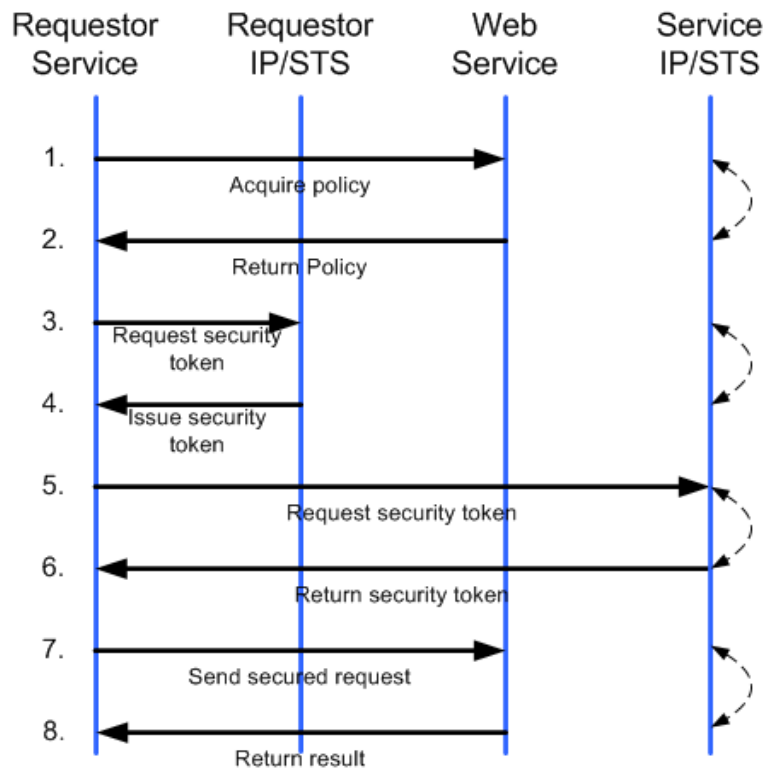 Requestor
Service
Requestor
IP/STS
Web
Service
Service
IP/STS
1.
Acquire policy
2.
Return Policy
3.
Request security
token
4.
Issue security
token
5.
Request security token
6.
Return security token
7.
Send secured request
8.
Return result